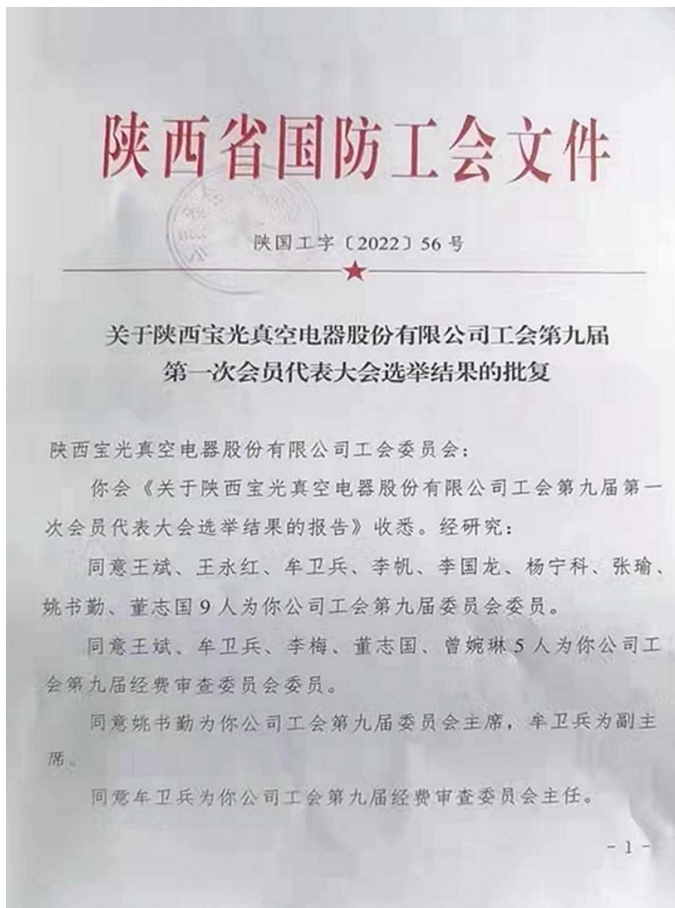 陕西省国防工会文件
陕国工字〔2022〕56号
关于陕西宝光真空电器股份有限公司工会第九届
第一次会员代表大会选举结果的批复
陕西宝光真空电器股份有限公司工会委员会：
你会《关于陕西宝光真空电器股份有限公司工会第九届第一
次会员代表大会选举结果的报告》收悉。经研究：
同意王斌、王永红、牟卫兵、李帆、李国龙、杨宁科、张瑜、
姚书勤、董志国9人为你公司工会第九届委员会委员。
同意王斌、牟卫兵、李梅、董志国、曾婉琳5人为你公司工
会第九届经费审查委员会委员。
同意姚书勤为你公司工会第九届委员会主席，牟卫兵为副主
席。
同意牟卫兵为你公司工会第九届经费审查委员会主任。
- 1 -